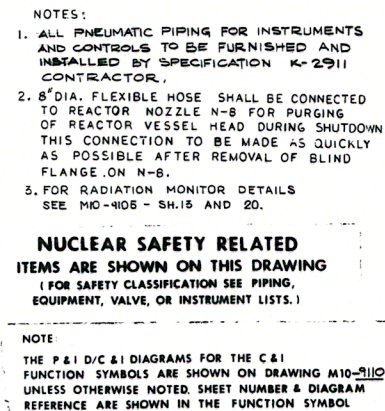 NOTES:
1. ALL PNEUMATIC PIPING FOR INSTRUMENTS
AND CONTROLS TO BE FURNISHED AND
INSTALLED BY SPECIFICATION K-2911
CONTRACTOR.
2. 8"DIA. FLEXIBLE HOSE SHALL BE CONNECTED
TO REACTOR NOZZLE N-8 FOR PURGING
OF REACTOR VESSEL HEAD DURING SHUTDOWN
THIS CONNECTION TO BE MADE AS QUICKLY
AS POSSIBLE AFTER REMOVAL OF BLIND
FLANGE .ON N-8.
3. FOR RADIATION MONITOR DETAILS
SEE M10-9105 - SH.13 AND 20.
NUCLEAR SAFETY RELATED
ITEMS ARE SHOWN ON THIS DRAWING
(FOR SAFETY CLASSIFICATION SEE PIPING,
EQUIPMENT, VALVE, OR INSTRUMENT LISTS.)
NOTE:
THE P & I D/C & I DIAGRAMS FOR THE C & I
FUNCTION SYMBOLS ARE SHOWN ON DRAWING M10-9110
UNLESS OTHERWISE NOTED. SHEET NUMBER & DIAGRAM
REFERENCE ARE SHOWN IN THE FUNCTION SYMBOL